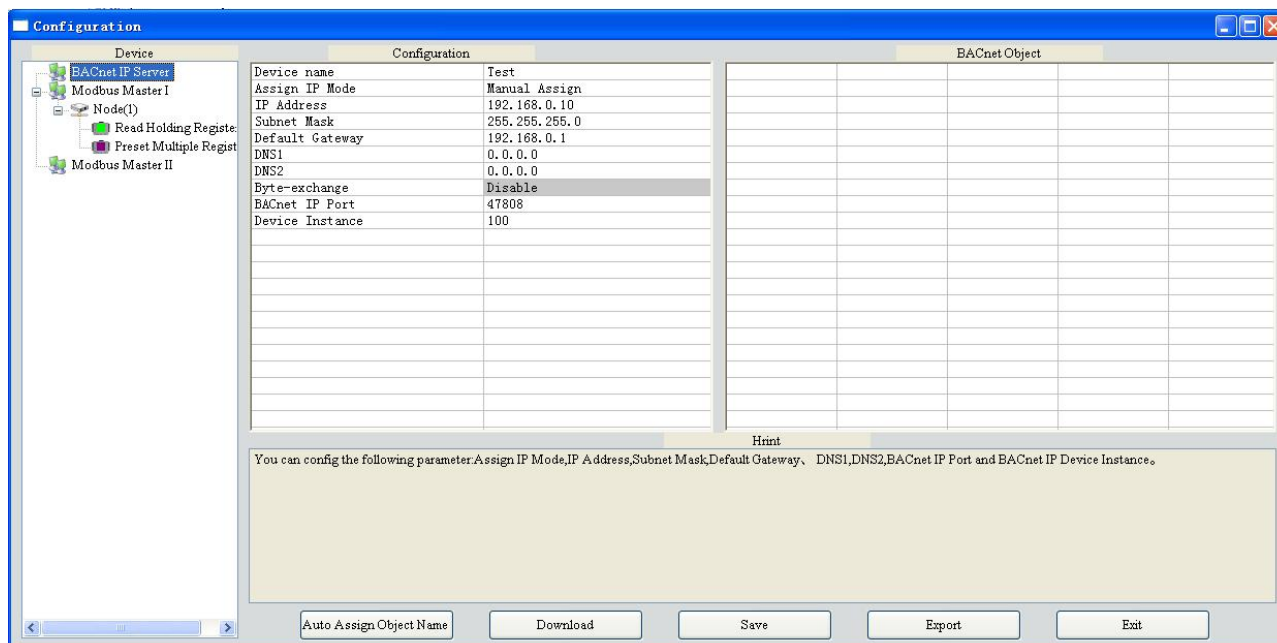 Configuration
Device
Configuration
BACnet Object
BACnet IP Server
Modbus Master I
Node(1)
Read Holding Registe
Preset Multiple Regist
Modbus Master II
Device name Test
Assign IP Mode Manual Assign
IP Address 192.168.0.10
Subnet Mask 255.255.255.0
Default Gateway 192.168.0.1
DNS1 0.0.0.0
DNS2 0.0.0.0
Byte-exchange Disable
BACnet IP Port 47808
Device Instance 100
Hrint
You can config the following parameter:Assign IP Mode,IP Address,Subnet Mask,Default Gateway、 DNS1,DNS2,BACnet IP Port and BACnet IP Device Instance。
Auto Assign Object Name
Download
Save
Export
Exit